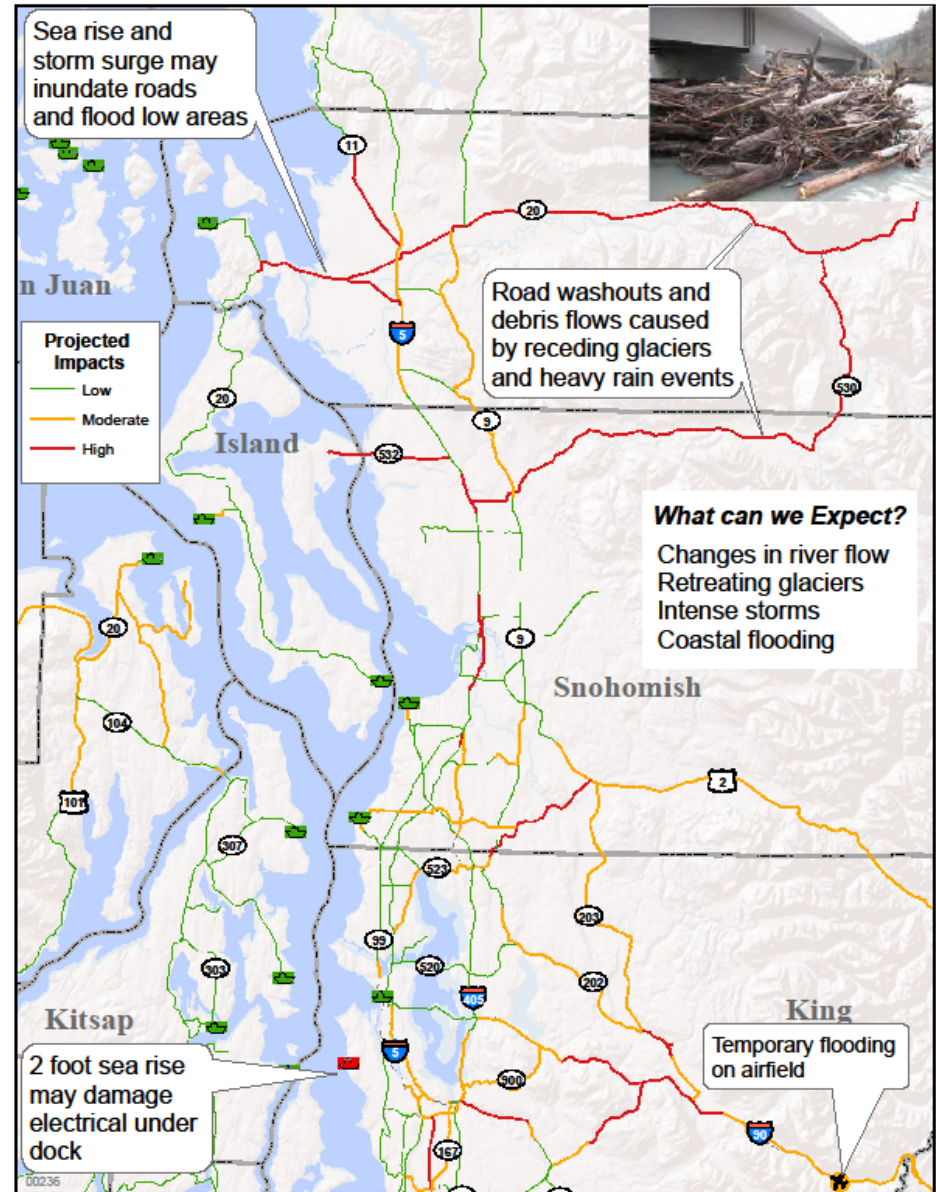 Sea rise and
storm surge may
inundate roads
and flood low areas
11
20
n Juan
Road washouts and
debris flows caused
by receding glaciers
and heavy rain events
5
Projected
Impacts
Low
Moderate
High
530
20
9
Island
532
What can we Expect?
Changes in river flow
Retreating glaciers
Intense storms
Coastal flooding
20
9
Snohomish
104
2
101
307
523
203
99
520
303
202
405
Kitsap
King
2 foot sea rise
may damage
electrical under
dock
5
Temporary flooding
on airfield
900
90
167
00236